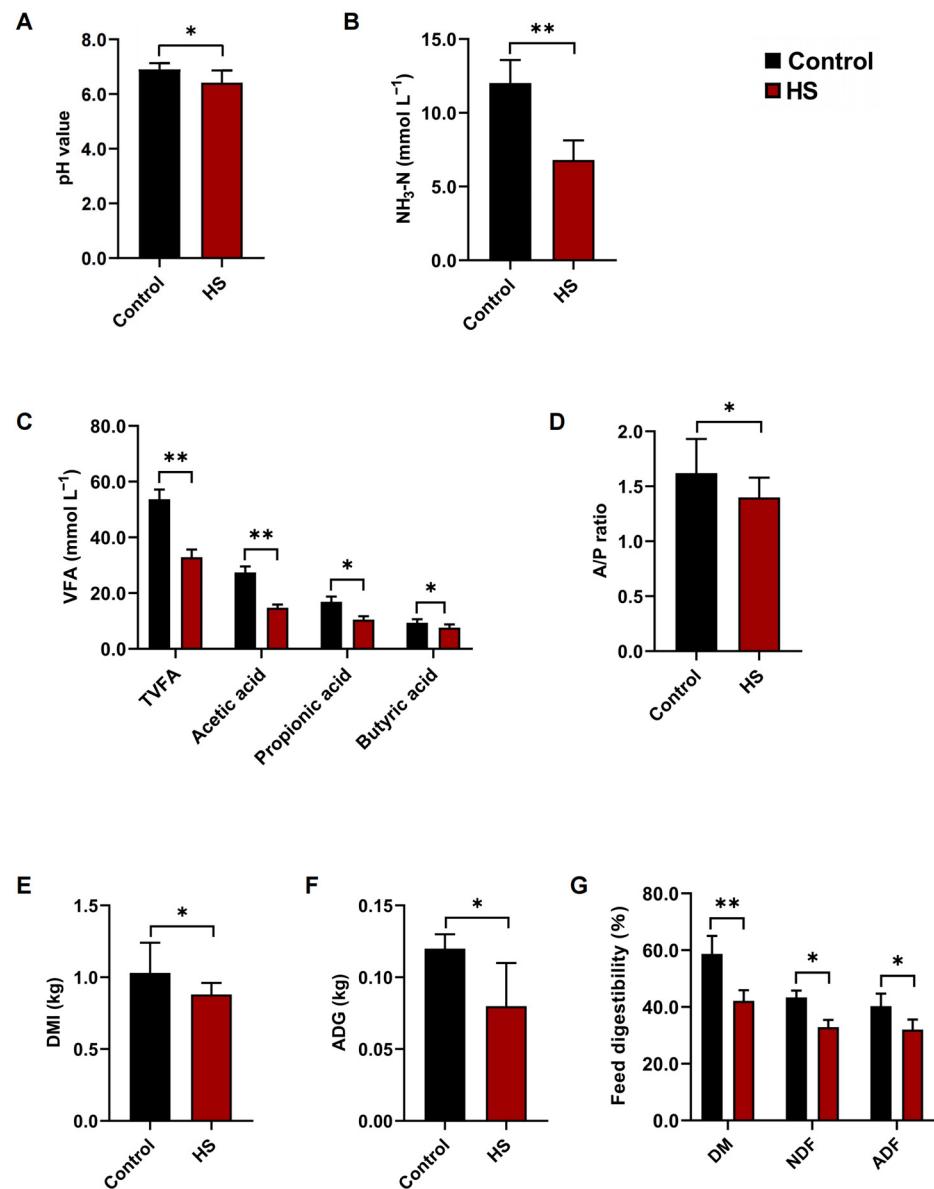 A
pH value
8.0
6.0
4.0
2.0
0.0
*
Control
HS
B
NH₃-N (mmol L⁻¹)
15.0
10.0
5.0
0.0
**
Control
HS
Control
HS
C
VFA (mmol L⁻¹)
80.0
60.0
40.0
20.0
0.0
**
**
*
*
TVFA
Acetic acid
Propionic acid
Butyric acid
D
A/P ratio
2.0
1.5
1.0
0.5
0.0
*
Control
HS
E
DMI (kg)
1.5
1.0
0.5
0.0
*
Control
HS
F
ADG (kg)
0.15
0.10
0.05
0.00
*
Control
HS
G
Feed digestibility (%)
80.0
60.0
40.0
20.0
0.0
**
*
*
DM
NDF
ADF